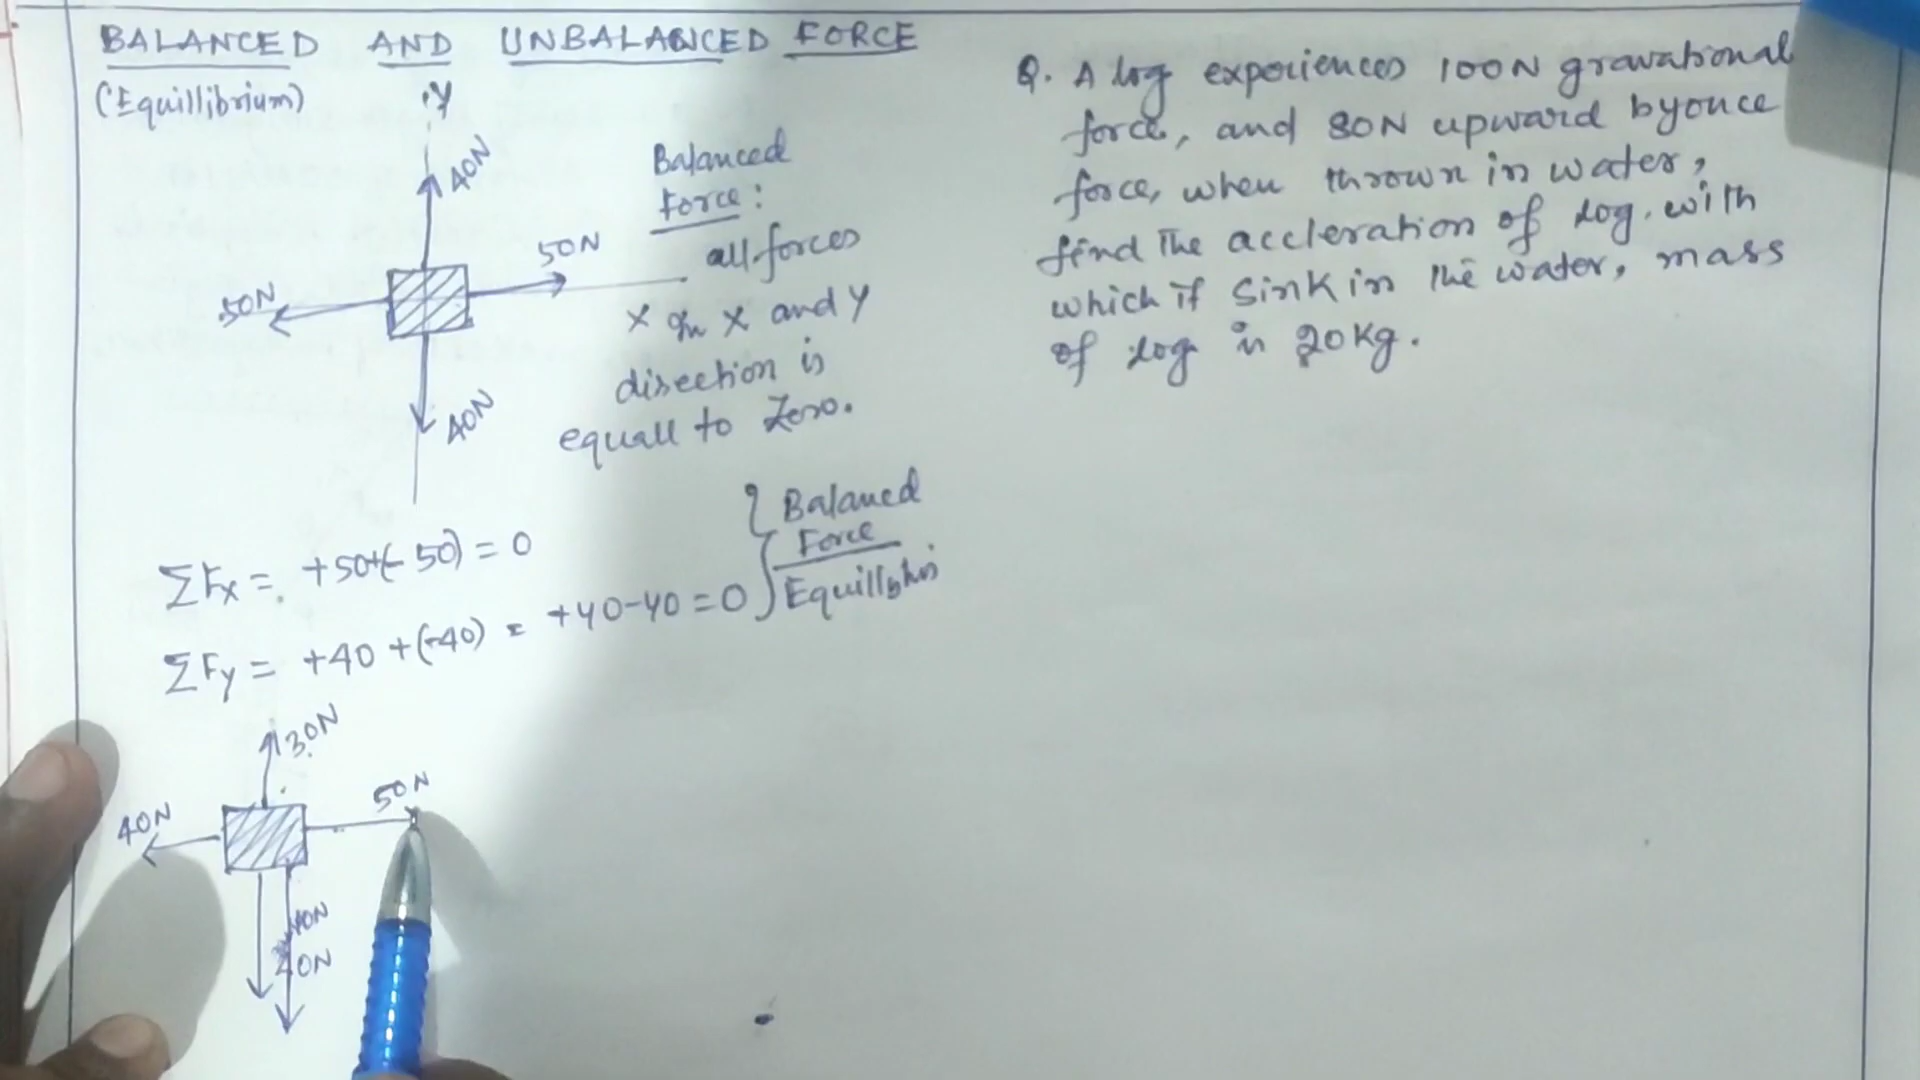 BALANCED AND UNBALANCED FORCE
(Equillibrium)
Y
40N
50N
50N
40N
Balanced
Force:
all forces
X in X and Y
direction is
equall to Zero.
ΣFx = +50+(-50) = 0
ΣFy = +40 +(-40) = +40-40 = 0
Balanced
Force
30N
50N
40N
40N
40N
Q. A log experiences 100N gravational
force, and 80N upward byonce
force, when thrown in water,
find the accleration of log. with
which it sink in the water, mass
of log is 20kg.